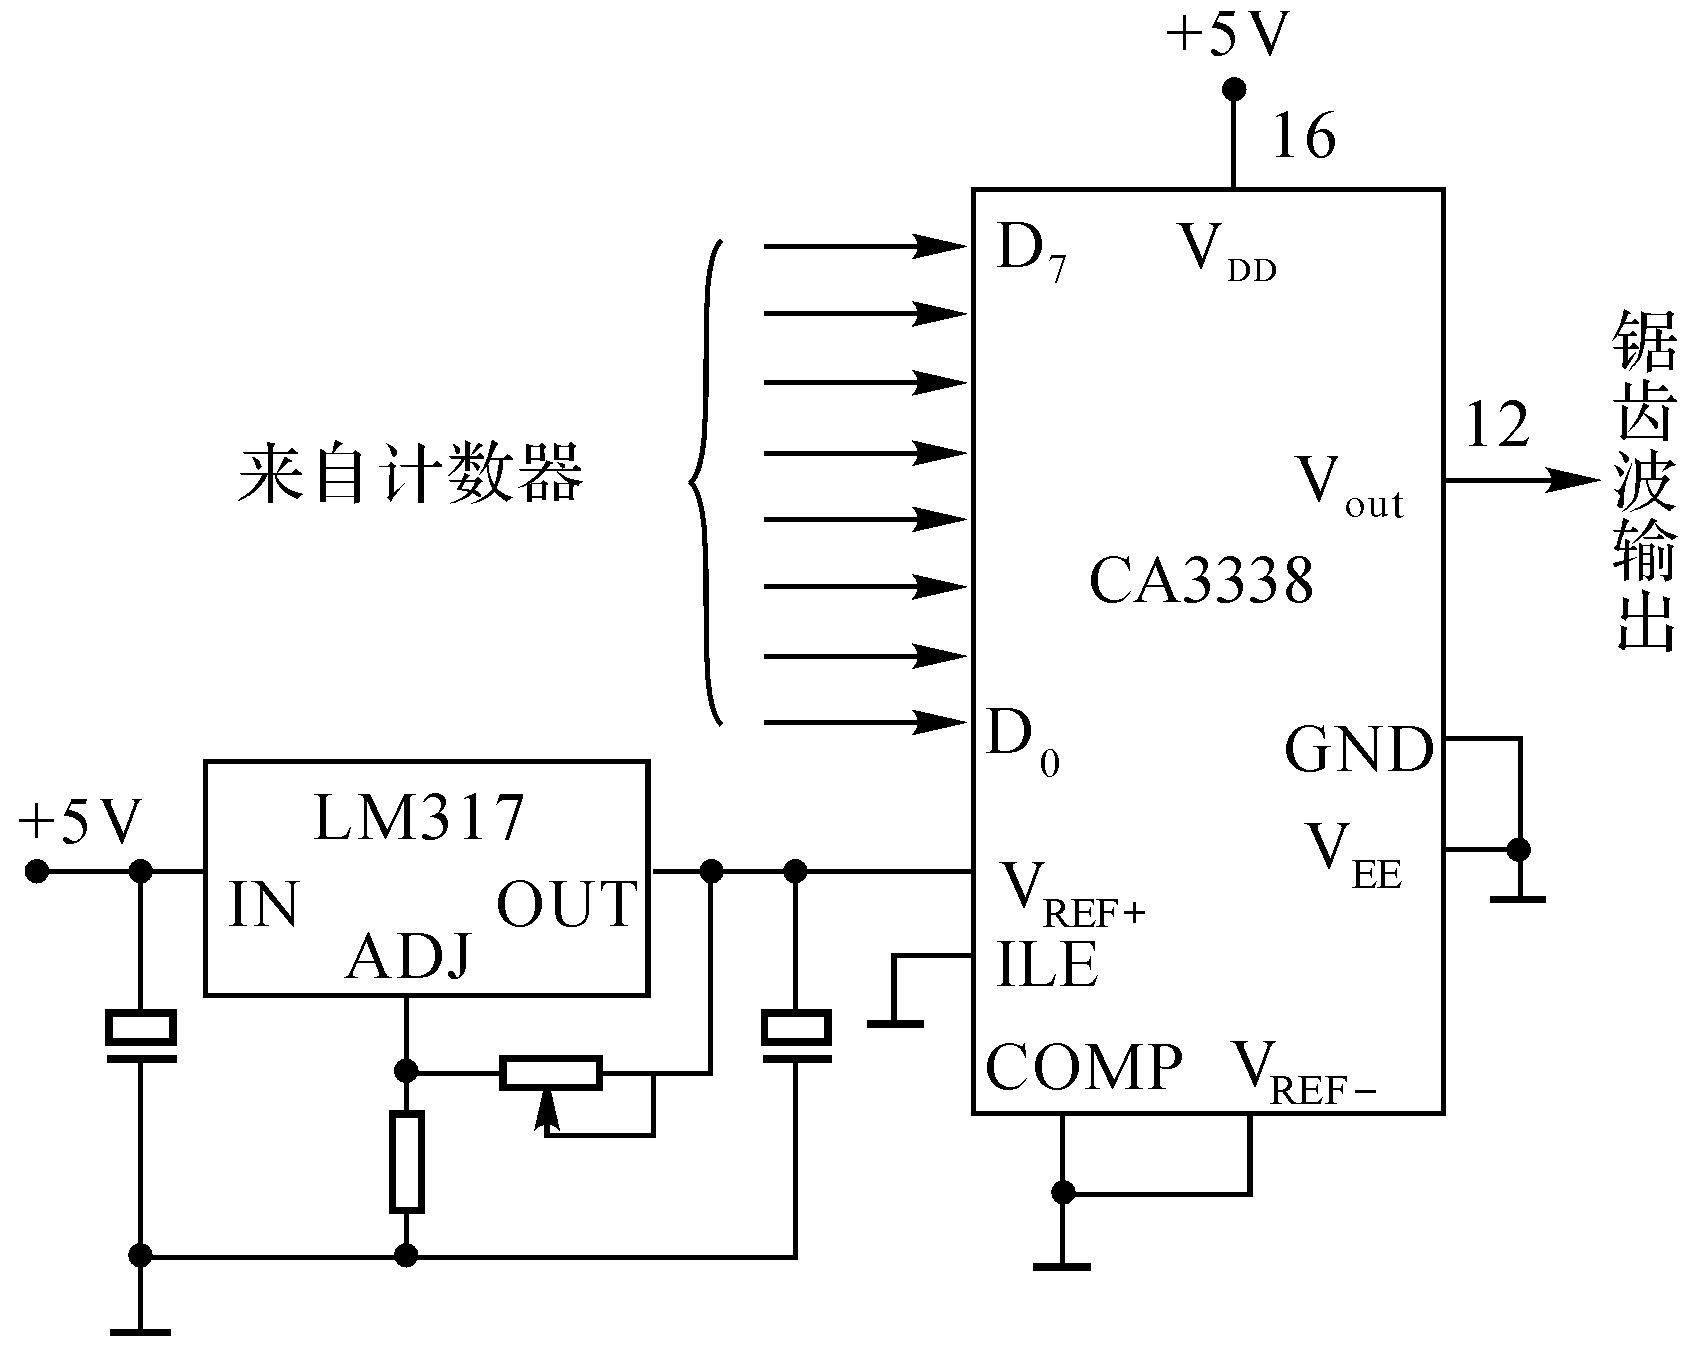 +5V
16
D7
VDD
锯齿波输出
12
来自计数器
Vout
CA3338
D0
GND
+5V
LM317
VEE
IN
OUT
VREF+
ADJ
ILE
COMP
VREF-